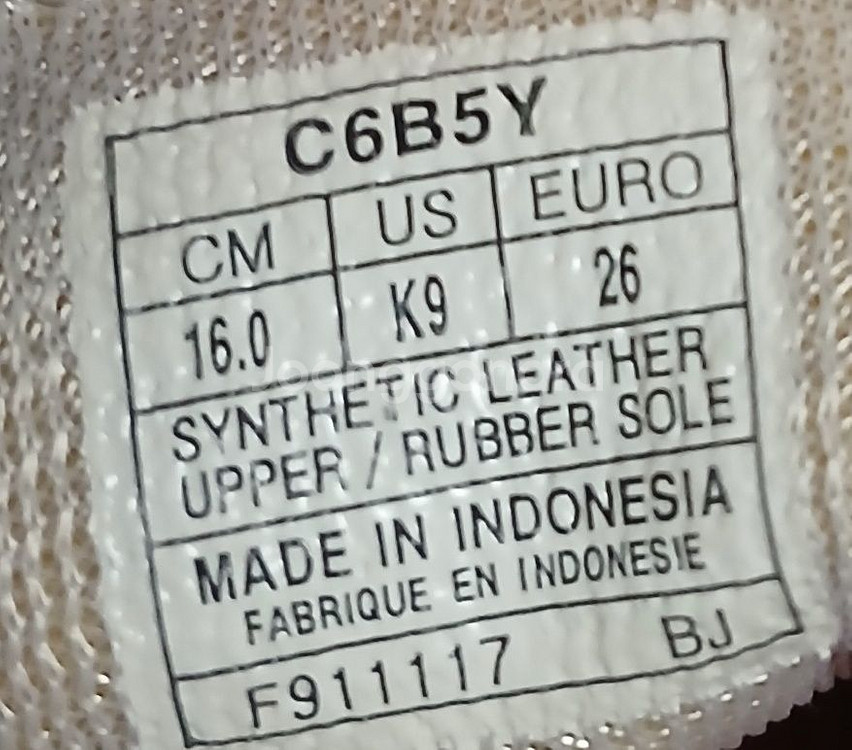 C6B5Y
CM US EURO
16.0 K9 26
SYNTHETIC LEATHER
UPPER / RUBBER SOLE
MADE IN INDONESIA
FABRIQUE EN INDONESIE
F911117 BJ